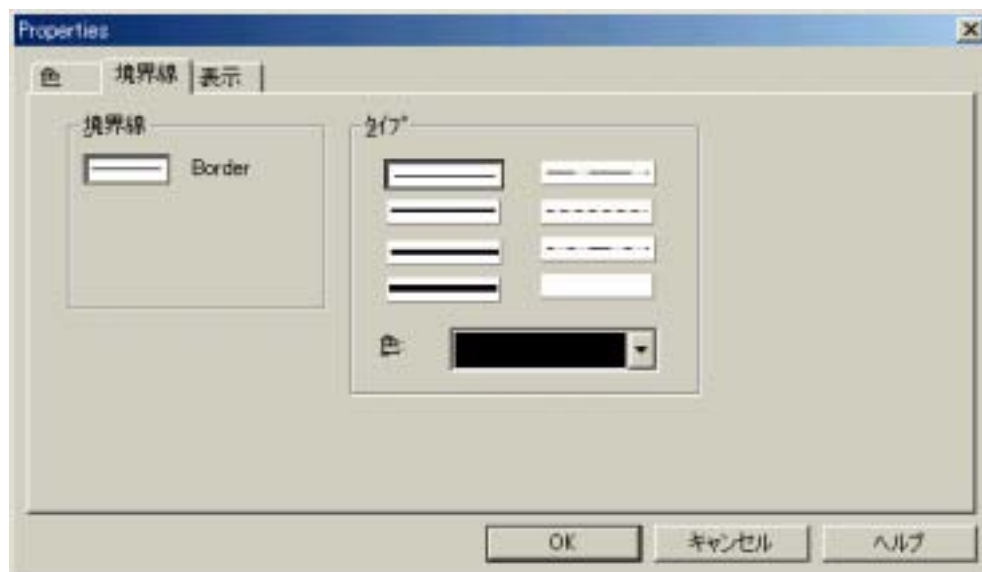 Properties
色 境界線 表示
境界線
Border
タイプ
色
OK キャンセル ヘルプ